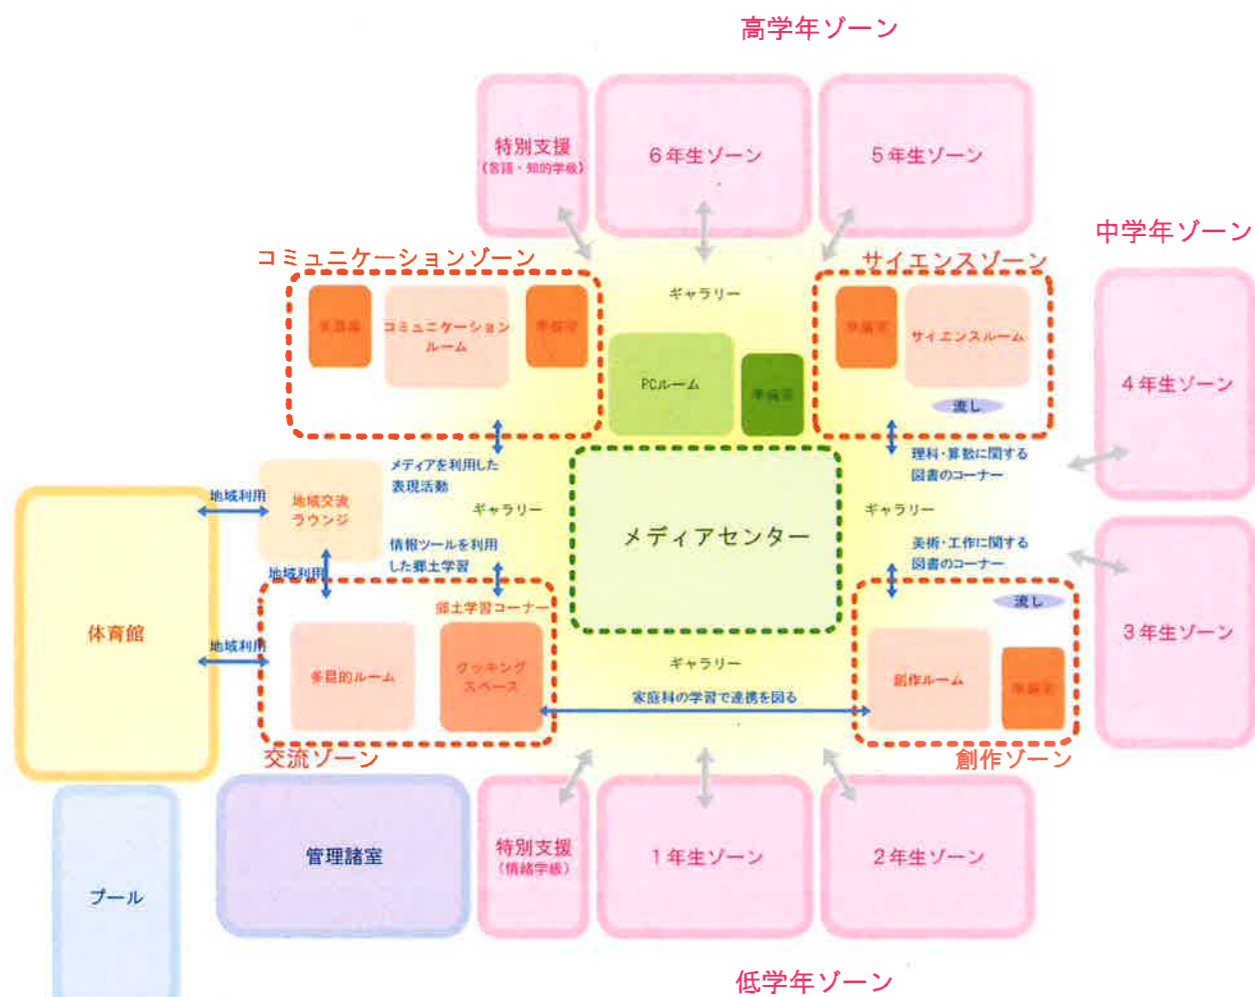 高学年ゾーン
特別支援
（言語・知的学級）
6年生ゾーン
5年生ゾーン
中学年ゾーン
コミュニケーションゾーン
サイエンスゾーン
ギャラリー
コミュニケーション
ルーム
準備室
準備室
サイエンスルーム
PCルーム
準備室
4年生ゾーン
流し
メディアを利用した
表現活動
理科・算数に関する
図書のコーナー
地域利用
地域交流
ラウンジ
ギャラリー
メディアセンター
ギャラリー
情報ツールを利用
した郷土学習
美術・工作に関する
図書のコーナー
地域利用
郷土学習コーナー
流し
体育館
地域利用
多目的ルーム
クッキング
スペース
ギャラリー
創作ルーム
準備室
3年生ゾーン
家庭科の学習で連携を図る
交流ゾーン
創作ゾーン
管理諸室
特別支援
（情緒学級）
1年生ゾーン
2年生ゾーン
プール
低学年ゾーン